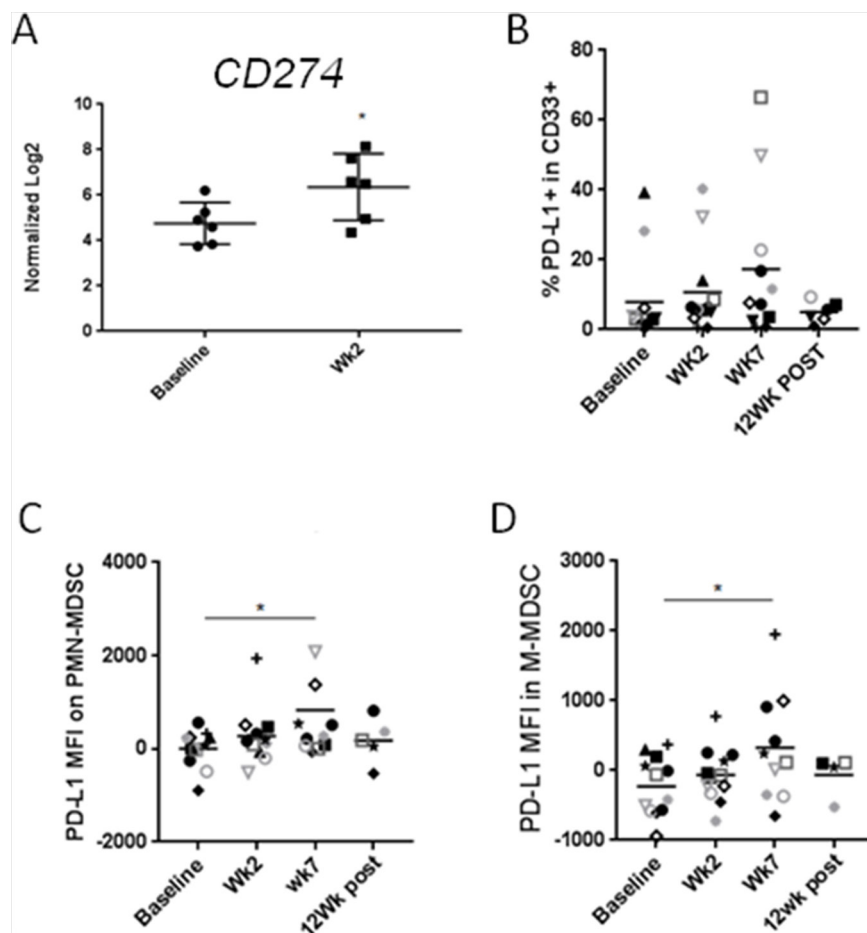 A
CD274
*
Normalized Log2
10
8
6
4
2
0
Baseline
Wk2
B
% PD-L1+ in CD33+
80
60
40
20
0
Baseline
WK2
WK7
12WK POST
C
PD-L1 MFI on PMN-MDSC
4000
2000
0
-2000
*
Baseline
Wk2
wk7
12Wk post
D
PD-L1 MFI in M-MDSC
3000
2000
1000
0
-1000
*
Baseline
Wk2
Wk7
12wk post